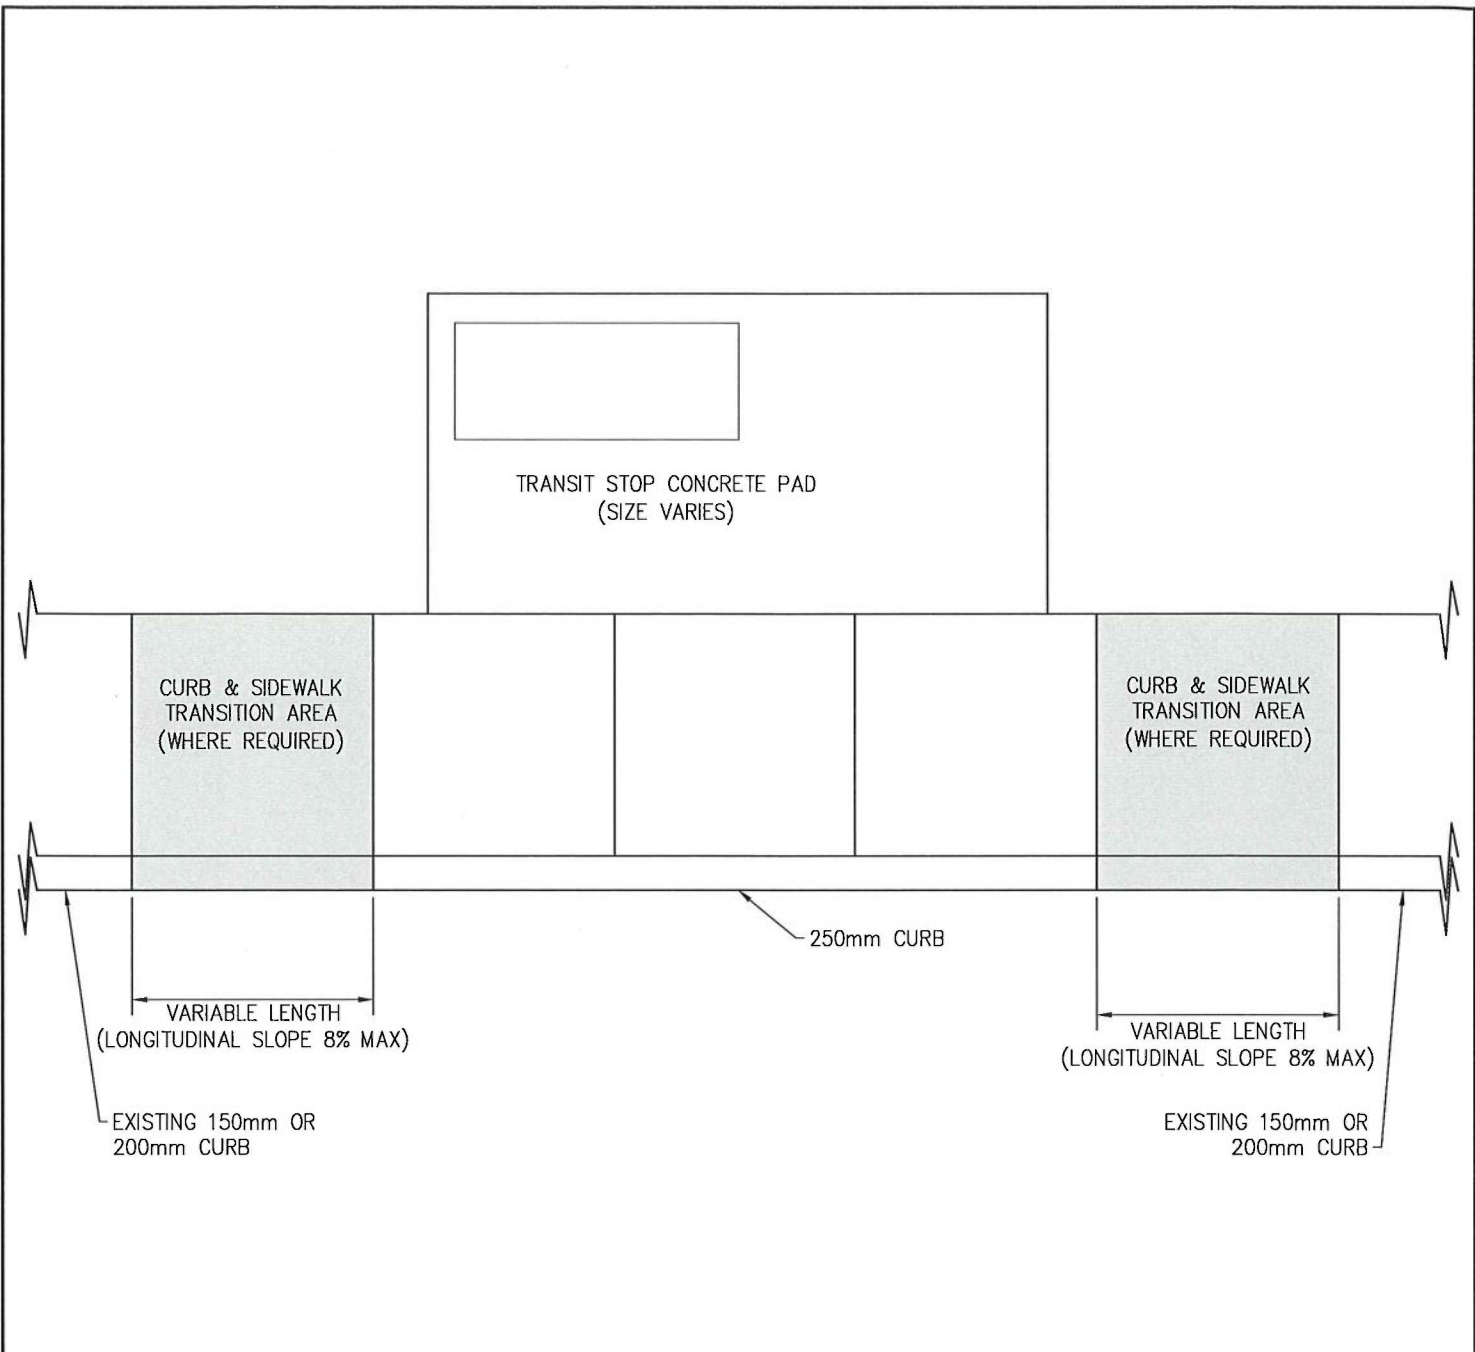 TRANSIT STOP CONCRETE PAD
(SIZE VARIES)
CURB & SIDEWALK
TRANSITION AREA
(WHERE REQUIRED)
CURB & SIDEWALK
TRANSITION AREA
(WHERE REQUIRED)
250mm CURB
VARIABLE LENGTH
(LONGITUDINAL SLOPE 8% MAX)
VARIABLE LENGTH
(LONGITUDINAL SLOPE 8% MAX)
EXISTING 150mm OR
200mm CURB
EXISTING 150mm OR
200mm CURB